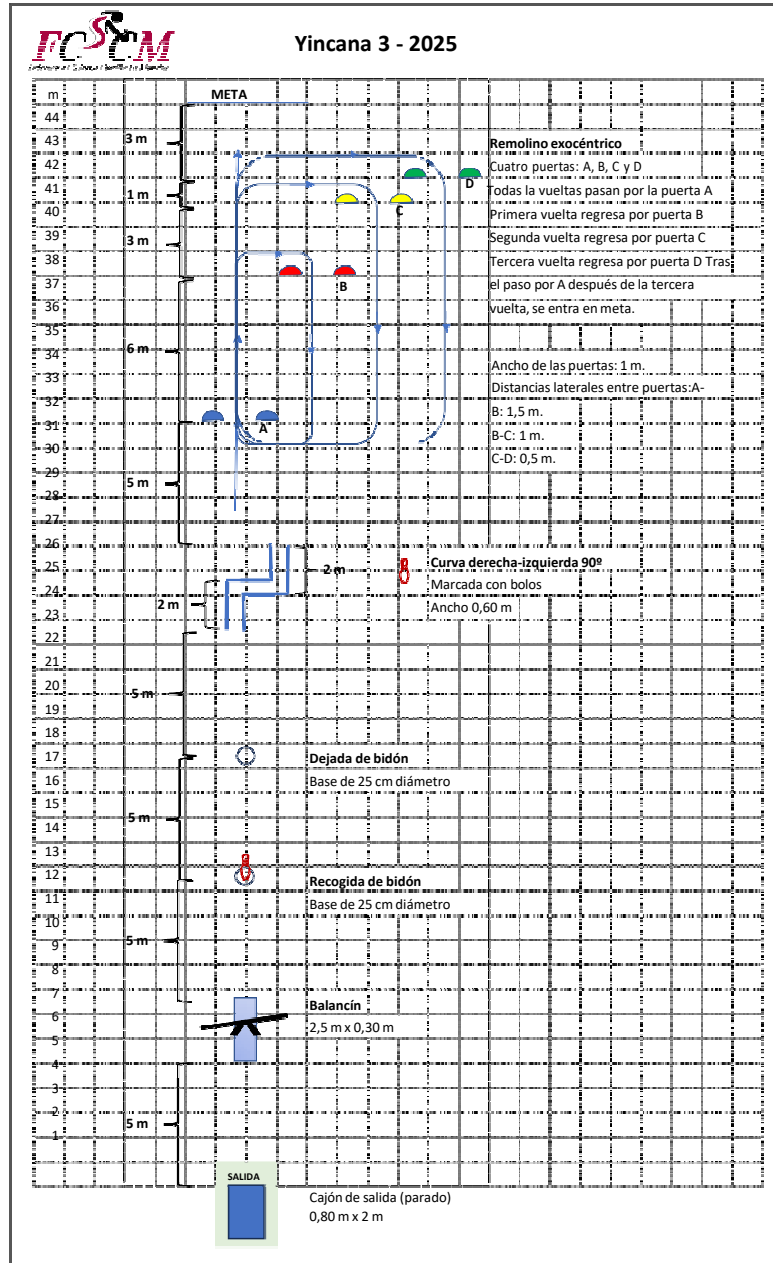 FCSCM
Yincana 3 - 2025
m
META
44
43
3 m
Remolino exocéntrico
42
Cuatro puertas: A, B, C y D
D
41
1 m
Todas la vueltas pasan por la puerta A
40
C
Primera vuelta regresa por puerta B
39
3 m
Segunda vuelta regresa por puerta C
38
Tercera vuelta regresa por puerta D Tras
37
B
el paso por A después de la tercera
36
vuelta, se entra en meta.
35
34
6 m
Ancho de las puertas: 1 m.
33
Distancias laterales entre puertas:A-
32
B: 1,5 m.
31
A
B-C: 1 m.
30
C-D: 0,5 m.
29
5 m
28
27
26
Curva derecha-izquierda 90º
25
2 m
Marcada con bolos
24
2 m
Ancho 0,60 m
23
22
21
20
5 m
19
18
17
Dejada de bidón
16
Base de 25 cm diámetro
15
14
5 m
13
12
Recogida de bidón
11
Base de 25 cm diámetro
10
9
5 m
8
7
Balancín
6
2,5 m x 0,30 m
5
4
3
2
5 m
1
SALIDA
Cajón de salida (parado)
0,80 m x 2 m